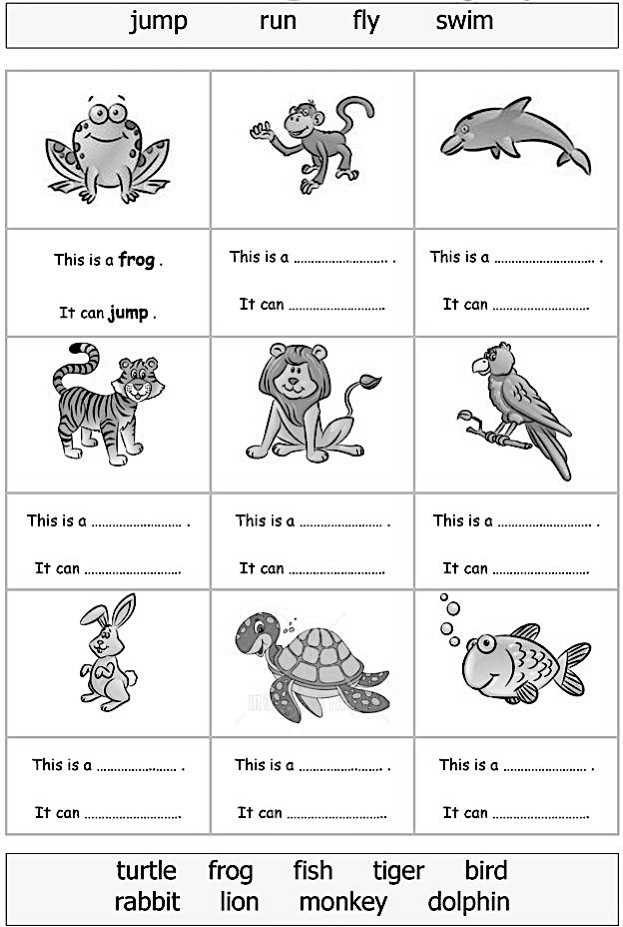 jump run fly swim
This is a frog .
It can jump .
This is a ........................ .
It can ........................
This is a ........................ .
It can ........................
This is a ........................ .
It can ........................
This is a ........................ .
It can ........................
This is a ........................ .
It can ........................
This is a ........................ .
It can ........................
This is a ........................ .
It can ........................
This is a ........................ .
It can ........................
turtle frog fish tiger bird
rabbit lion monkey dolphin